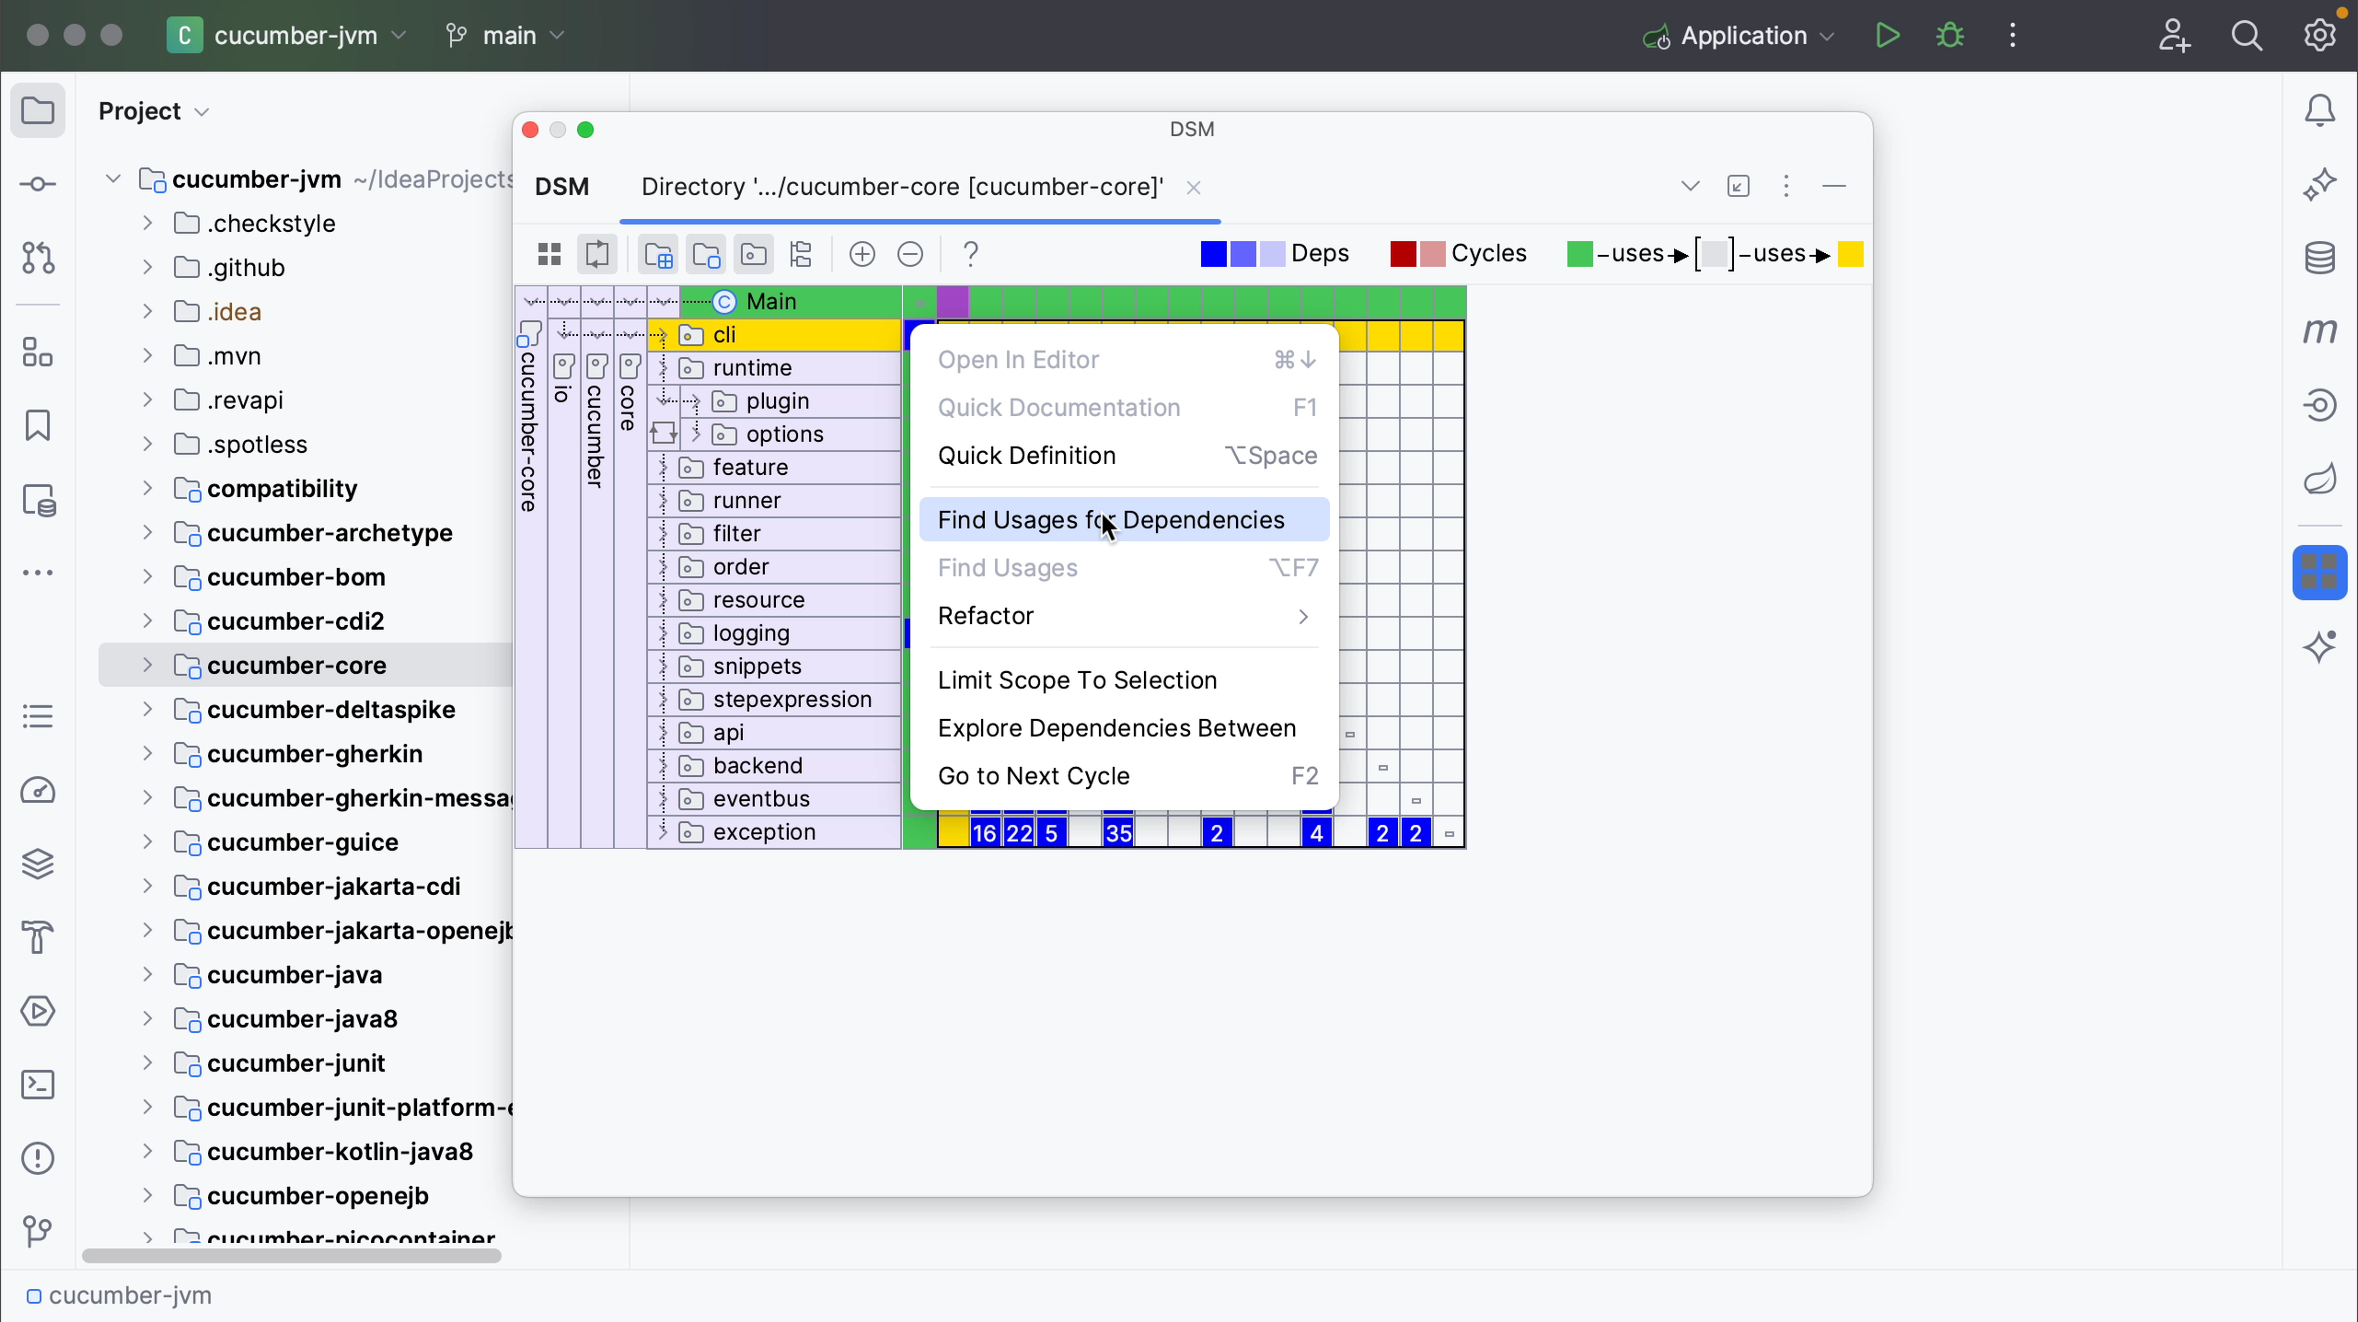 C cucumber-jvm main Application
Project
cucumber-jvm ~/IdeaProjects
.checkstyle
.github
.idea
.mvn
.revapi
.spotless
compatibility
cucumber-archetype
cucumber-bom
cucumber-cdi2
cucumber-core
cucumber-deltaspike
cucumber-gherkin
cucumber-gherkin-messa
cucumber-guice
cucumber-jakarta-cdi
cucumber-jakarta-openejb
cucumber-java
cucumber-java8
cucumber-junit
cucumber-junit-platform-e
cucumber-kotlin-java8
cucumber-openejb
cucumber-picocontainer
DSM
DSM Directory '.../cucumber-core [cucumber-core]'
? Deps Cycles -uses-> [ ] -uses->
cucumber-core
io
cucumber
core
C Main
cli
runtime
plugin
options
feature
runner
filter
order
resource
logging
snippets
stepexpression
api
backend
eventbus
exception 16 22 5 35 2 4 2 2
Open In Editor ⌘↓
Quick Documentation F1
Quick Definition ⌥Space
Find Usages for Dependencies
Find Usages ⌥F7
Refactor
Limit Scope To Selection
Explore Dependencies Between
Go to Next Cycle F2
m
cucumber-jvm